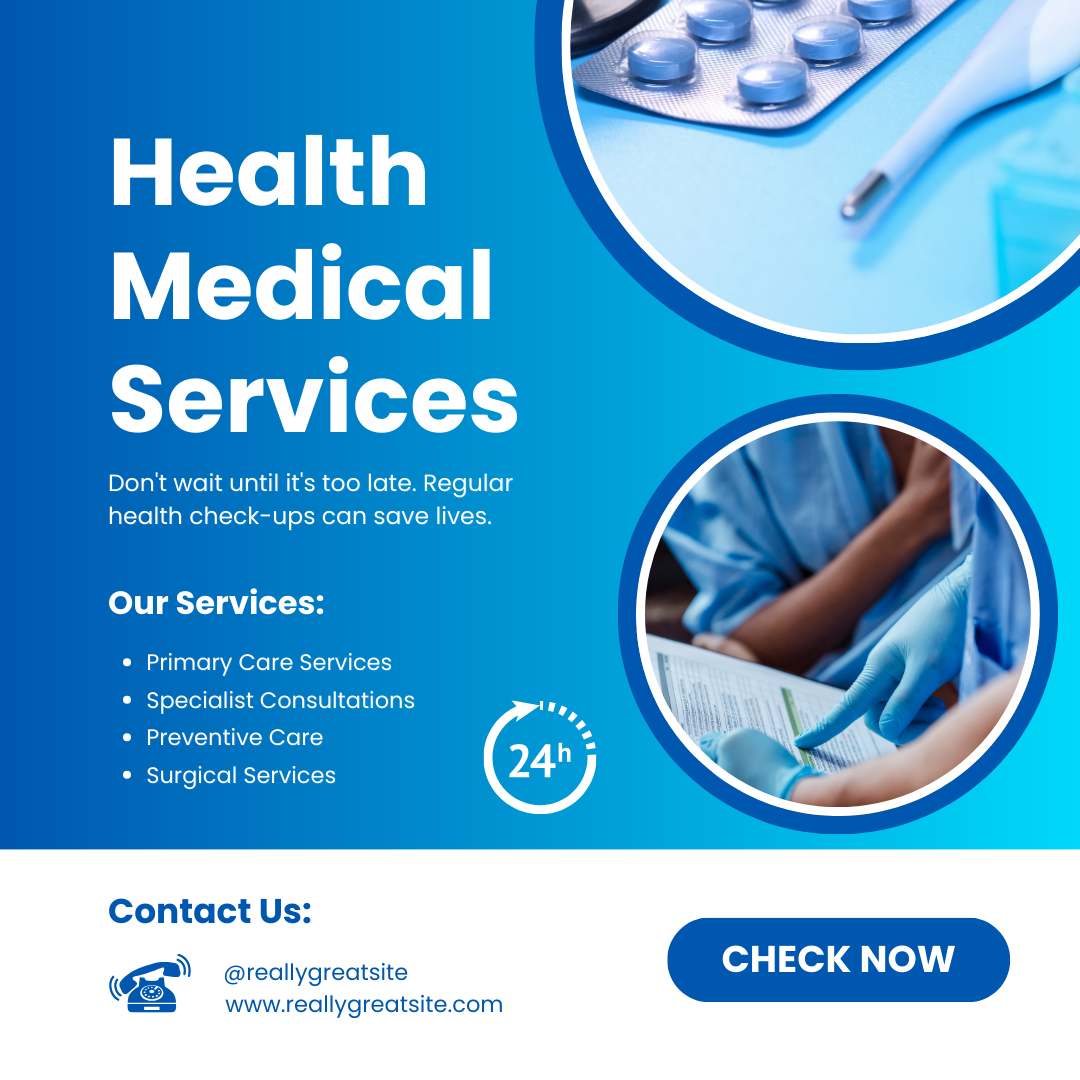 Health
Medical
Services
Don't wait until it's too late. Regular
health check-ups can save lives.
Our Services:
Primary Care Services
Specialist Consultations
Preventive Care
Surgical Services
24h
Contact Us:
@reallygreatsite
www.reallygreatsite.com
CHECK NOW